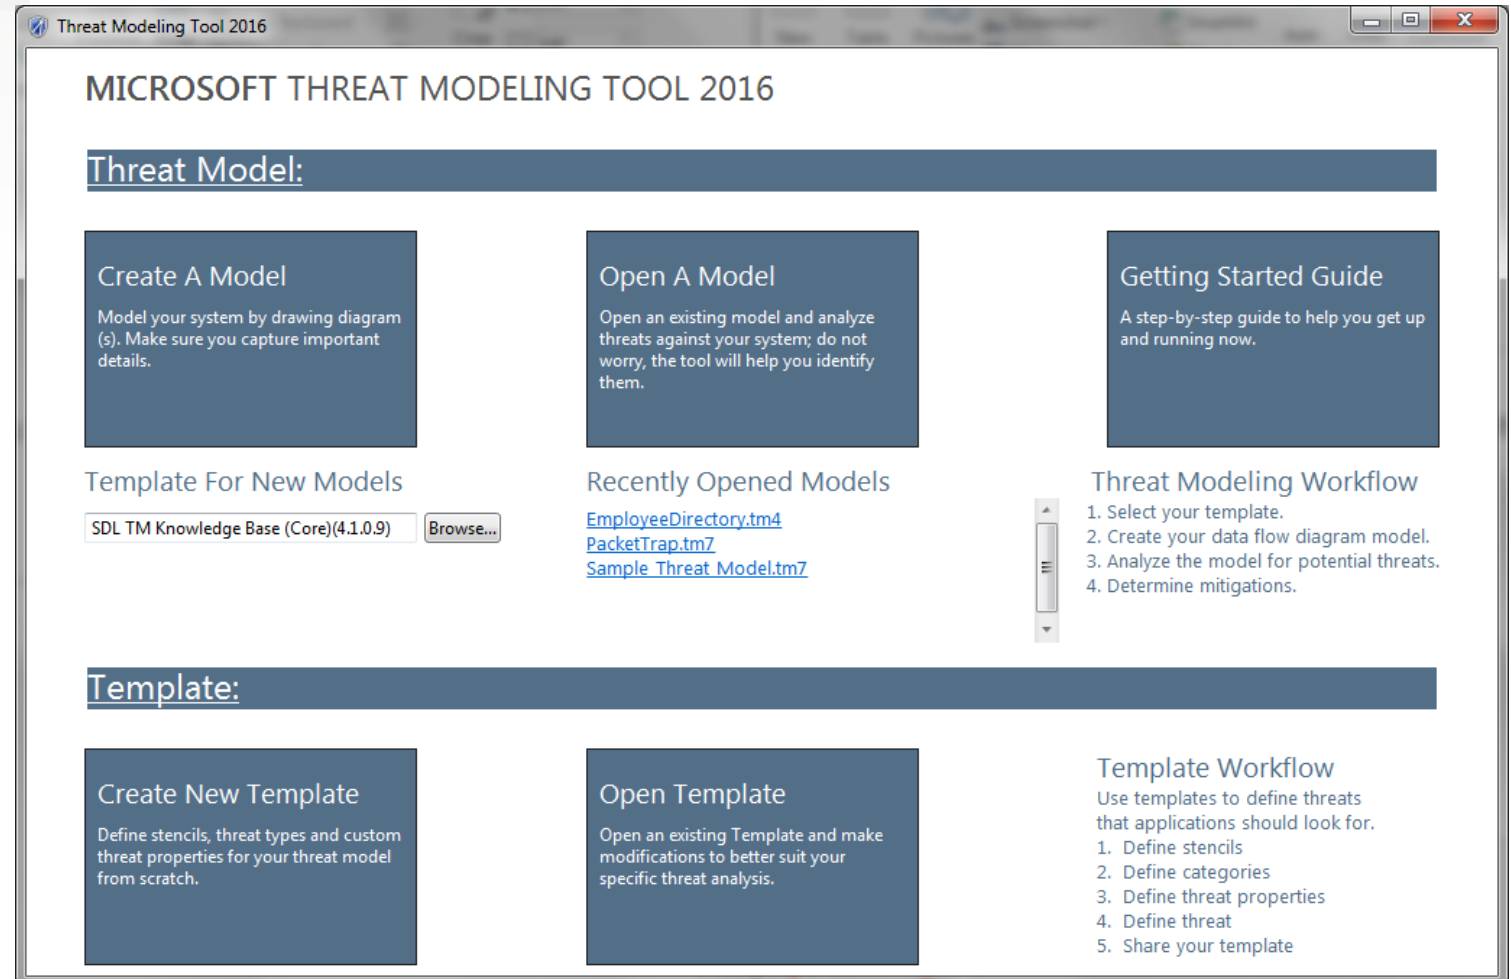 Threat Modeling Tool 2016
MICROSOFT THREAT MODELING TOOL 2016
Threat Model:
Create A Model
Model your system by drawing diagram
(s). Make sure you capture important
details.
Open A Model
Open an existing model and analyze
threats against your system; do not
worry, the tool will help you identify
them.
Getting Started Guide
A step-by-step guide to help you get up
and running now.
Template For New Models
SDL TM Knowledge Base (Core)(4.1.0.9)
Browse...
Recently Opened Models
EmployeeDirectory.tm4
PacketTrap.tm7
Sample Threat Model.tm7
Threat Modeling Workflow
1. Select your template.
2. Create your data flow diagram model.
3. Analyze the model for potential threats.
4. Determine mitigations.
Template:
Create New Template
Define stencils, threat types and custom
threat properties for your threat model
from scratch.
Open Template
Open an existing Template and make
modifications to better suit your
specific threat analysis.
Template Workflow
Use templates to define threats
that applications should look for.
1. Define stencils
2. Define categories
3. Define threat properties
4. Define threat
5. Share your template